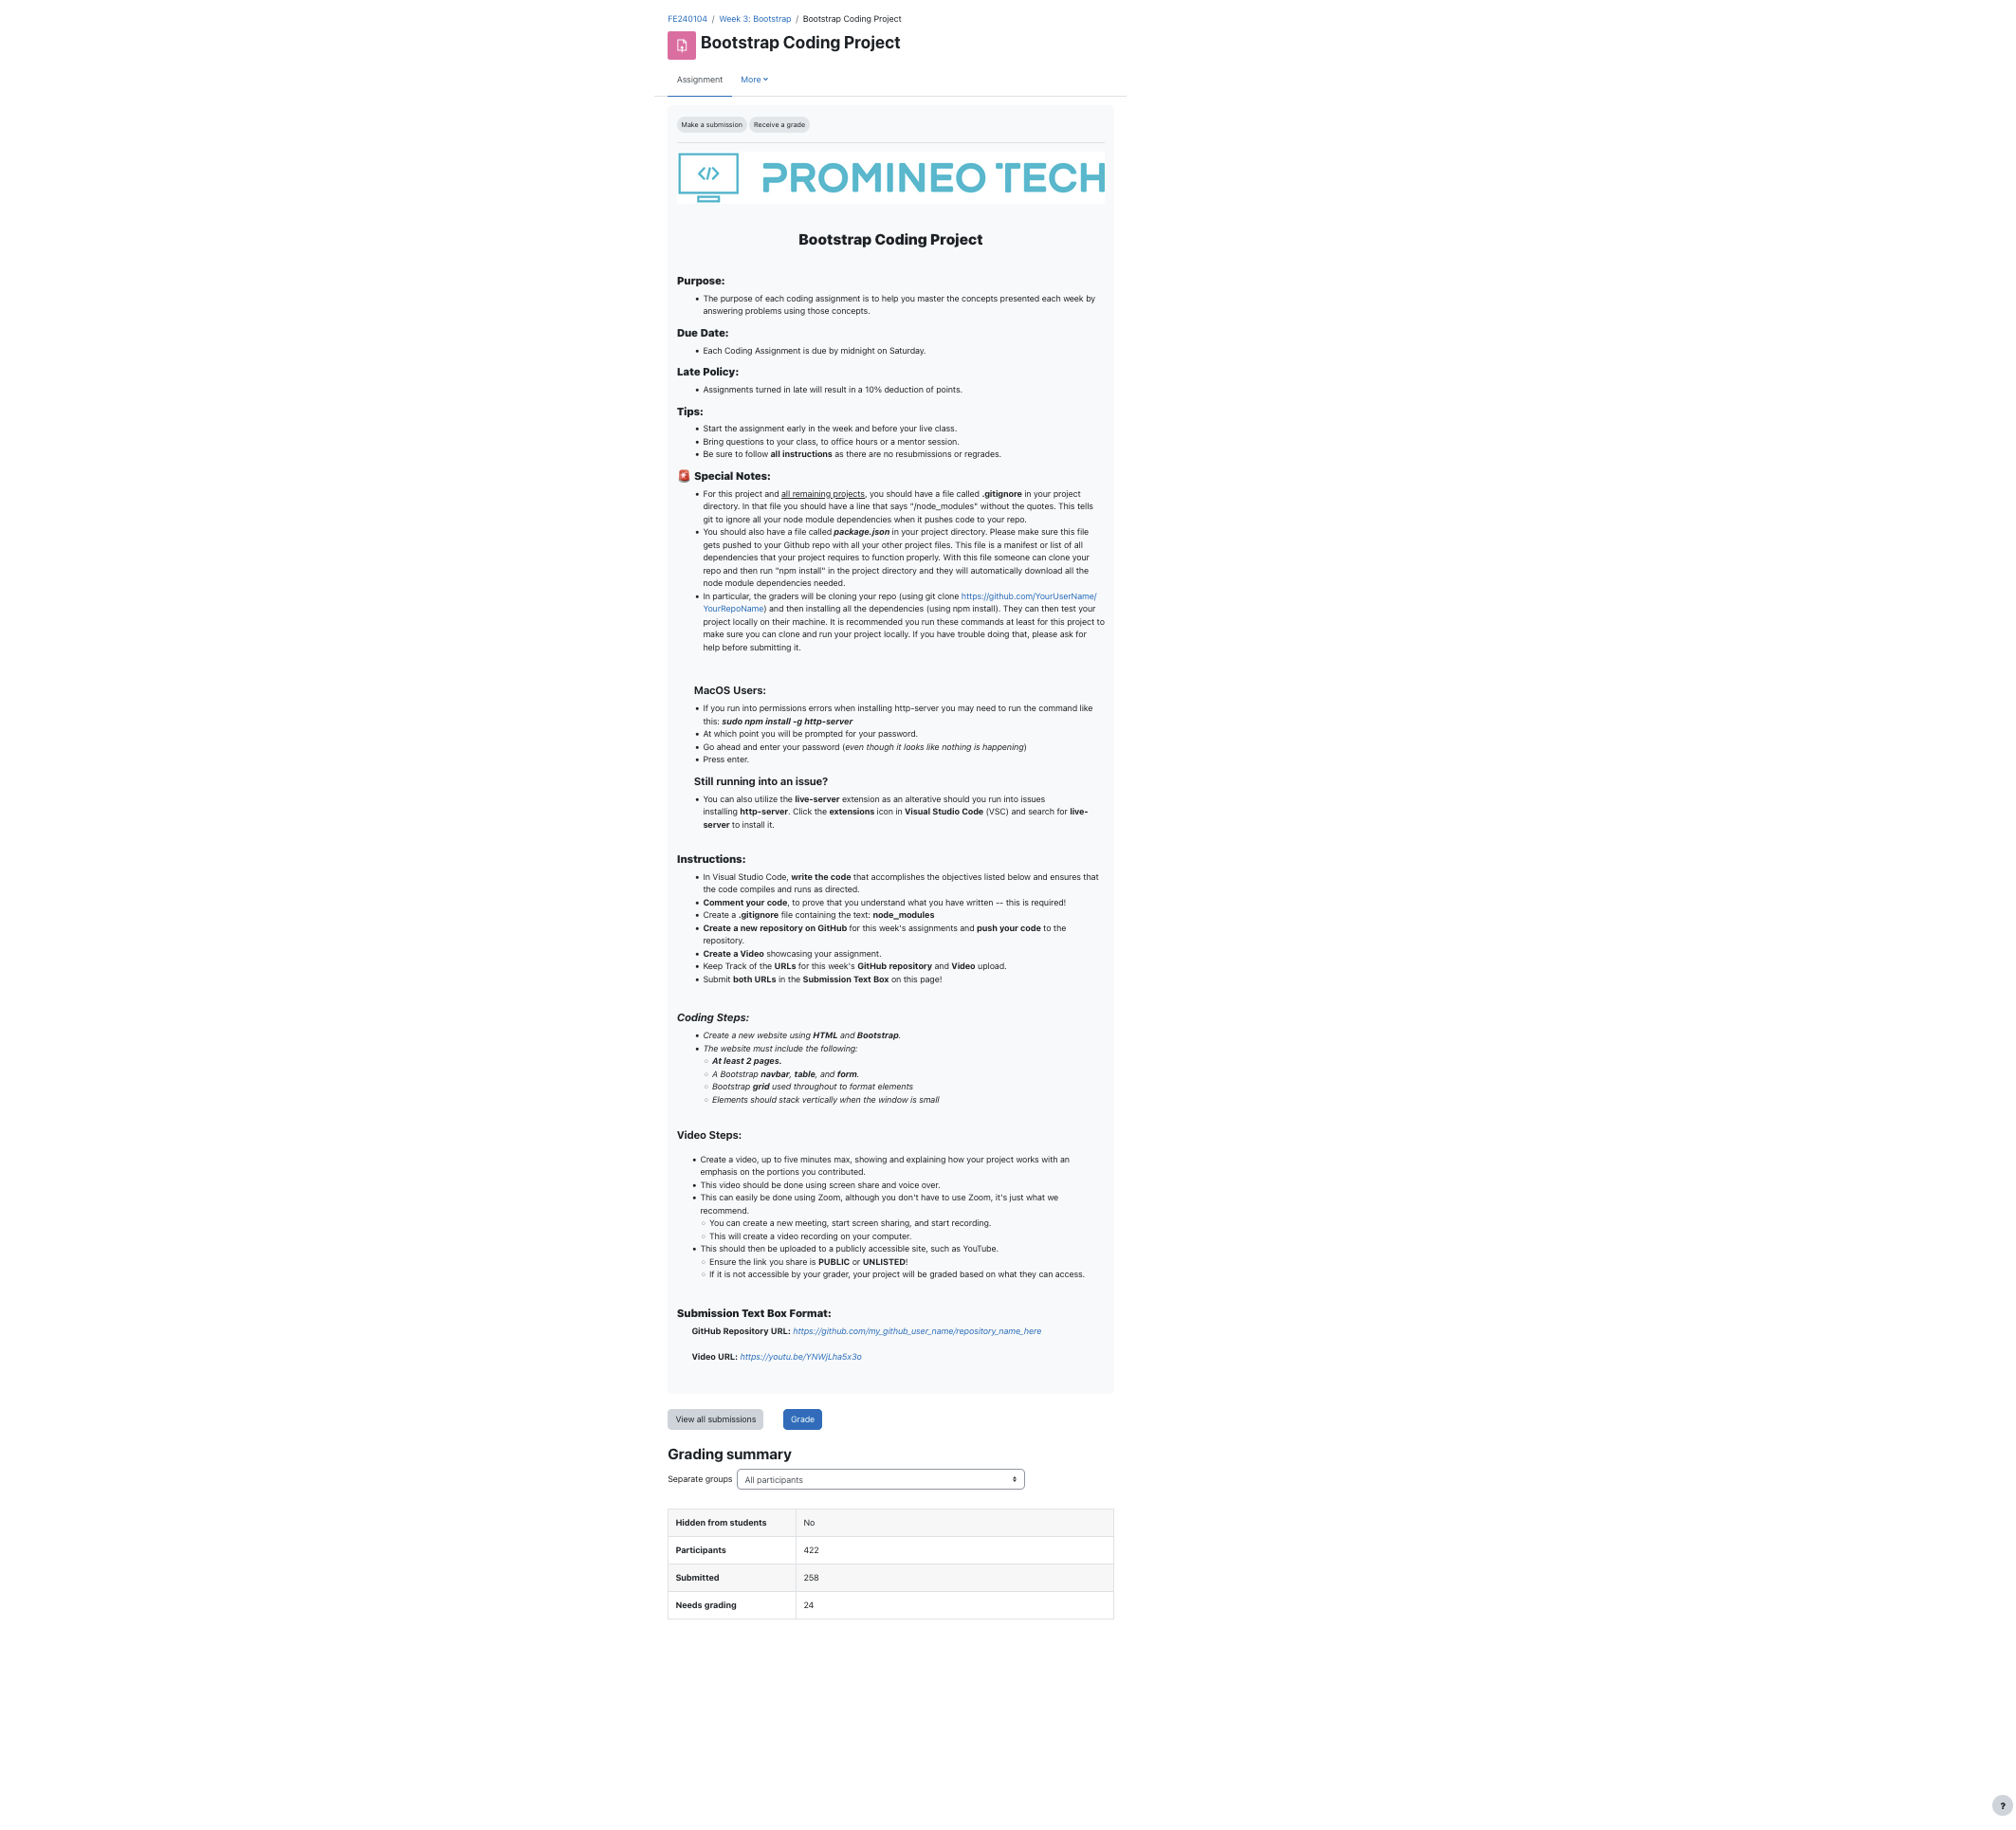 FE240104 / Week 3: Bootstrap / Bootstrap Coding Project
Bootstrap Coding Project
Assignment More
Make a submission Receive a grade
</> PROMINEO TECH
Bootstrap Coding Project
Purpose:
• The purpose of each coding assignment is to help you master the concepts presented each week by
answering problems using those concepts.
Due Date:
• Each Coding Assignment is due by midnight on Saturday.
Late Policy:
• Assignments turned in late will result in a 10% deduction of points.
Tips:
• Start the assignment early in the week and before your live class.
• Bring questions to your class, to office hours or a mentor session.
• Be sure to follow all instructions as there are no resubmissions or regrades.
🚨 Special Notes:
• For this project and all remaining projects, you should have a file called .gitignore in your project
directory. In that file you should have a line that says "/node_modules" without the quotes. This tells
git to ignore all your node module dependencies when it pushes code to your repo.
• You should also have a file called package.json in your project directory. Please make sure this file
gets pushed to your Github repo with all your other project files. This file is a manifest or list of all
dependencies that your project requires to function properly. With this file someone can clone your
repo and then run "npm install" in the project directory and they will automatically download all the
node module dependencies needed.
• In particular, the graders will be cloning your repo (using git clone https://github.com/YourUserName/
YourRepoName) and then installing all the dependencies (using npm install). They can then test your
project locally on their machine. It is recommended you run these commands at least for this project to
make sure you can clone and run your project locally. If you have trouble doing that, please ask for
help before submitting it.
MacOS Users:
• If you run into permissions errors when installing http-server you may need to run the command like
this: sudo npm install -g http-server
• At which point you will be prompted for your password.
• Go ahead and enter your password (even though it looks like nothing is happening)
• Press enter.
Still running into an issue?
• You can also utilize the live-server extension as an alterative should you run into issues
installing http-server. Click the extensions icon in Visual Studio Code (VSC) and search for live-
server to install it.
Instructions:
• In Visual Studio Code, write the code that accomplishes the objectives listed below and ensures that
the code compiles and runs as directed.
• Comment your code, to prove that you understand what you have written -- this is required!
• Create a .gitignore file containing the text: node_modules
• Create a new repository on GitHub for this week's assignments and push your code to the
repository.
• Create a Video showcasing your assignment.
• Keep Track of the URLs for this week's GitHub repository and Video upload.
• Submit both URLs in the Submission Text Box on this page!
Coding Steps:
• Create a new website using HTML and Bootstrap.
• The website must include the following:
○ At least 2 pages.
○ A Bootstrap navbar, table, and form.
○ Bootstrap grid used throughout to format elements
○ Elements should stack vertically when the window is small
Video Steps:
• Create a video, up to five minutes max, showing and explaining how your project works with an
emphasis on the portions you contributed.
• This video should be done using screen share and voice over.
• This can easily be done using Zoom, although you don't have to use Zoom, it's just what we
recommend.
○ You can create a new meeting, start screen sharing, and start recording.
○ This will create a video recording on your computer.
• This should then be uploaded to a publicly accessible site, such as YouTube.
○ Ensure the link you share is PUBLIC or UNLISTED!
○ If it is not accessible by your grader, your project will be graded based on what they can access.
Submission Text Box Format:
GitHub Repository URL: https://github.com/my_github_user_name/repository_name_here
Video URL: https://youtu.be/YNWjLha5x3o
View all submissions Grade
Grading summary
Separate groups All participants
Hidden from students No
Participants 422
Submitted 258
Needs grading 24
?